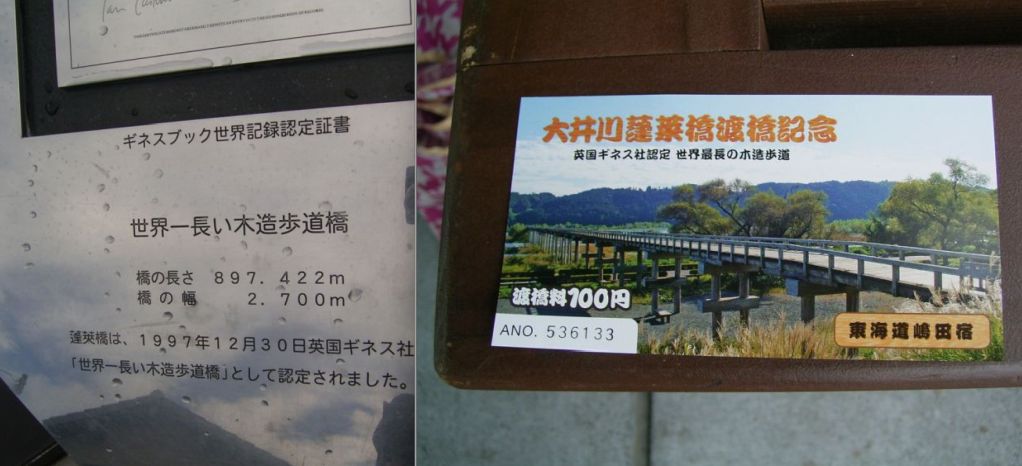 ギネスブック世界記録認定証書
世界一長い木造歩道橋
橋の長さ 897.422m
橋の幅 2.700m
蓬莱橋は、1997年12月30日英国ギネス社
「世界一長い木造歩道橋」として認定されました。
大井川蓬莱橋渡橋記念
英国ギネス社認定 世界最長の木造歩道
渡橋料100円
ANO. 536133
東海道嶋田宿